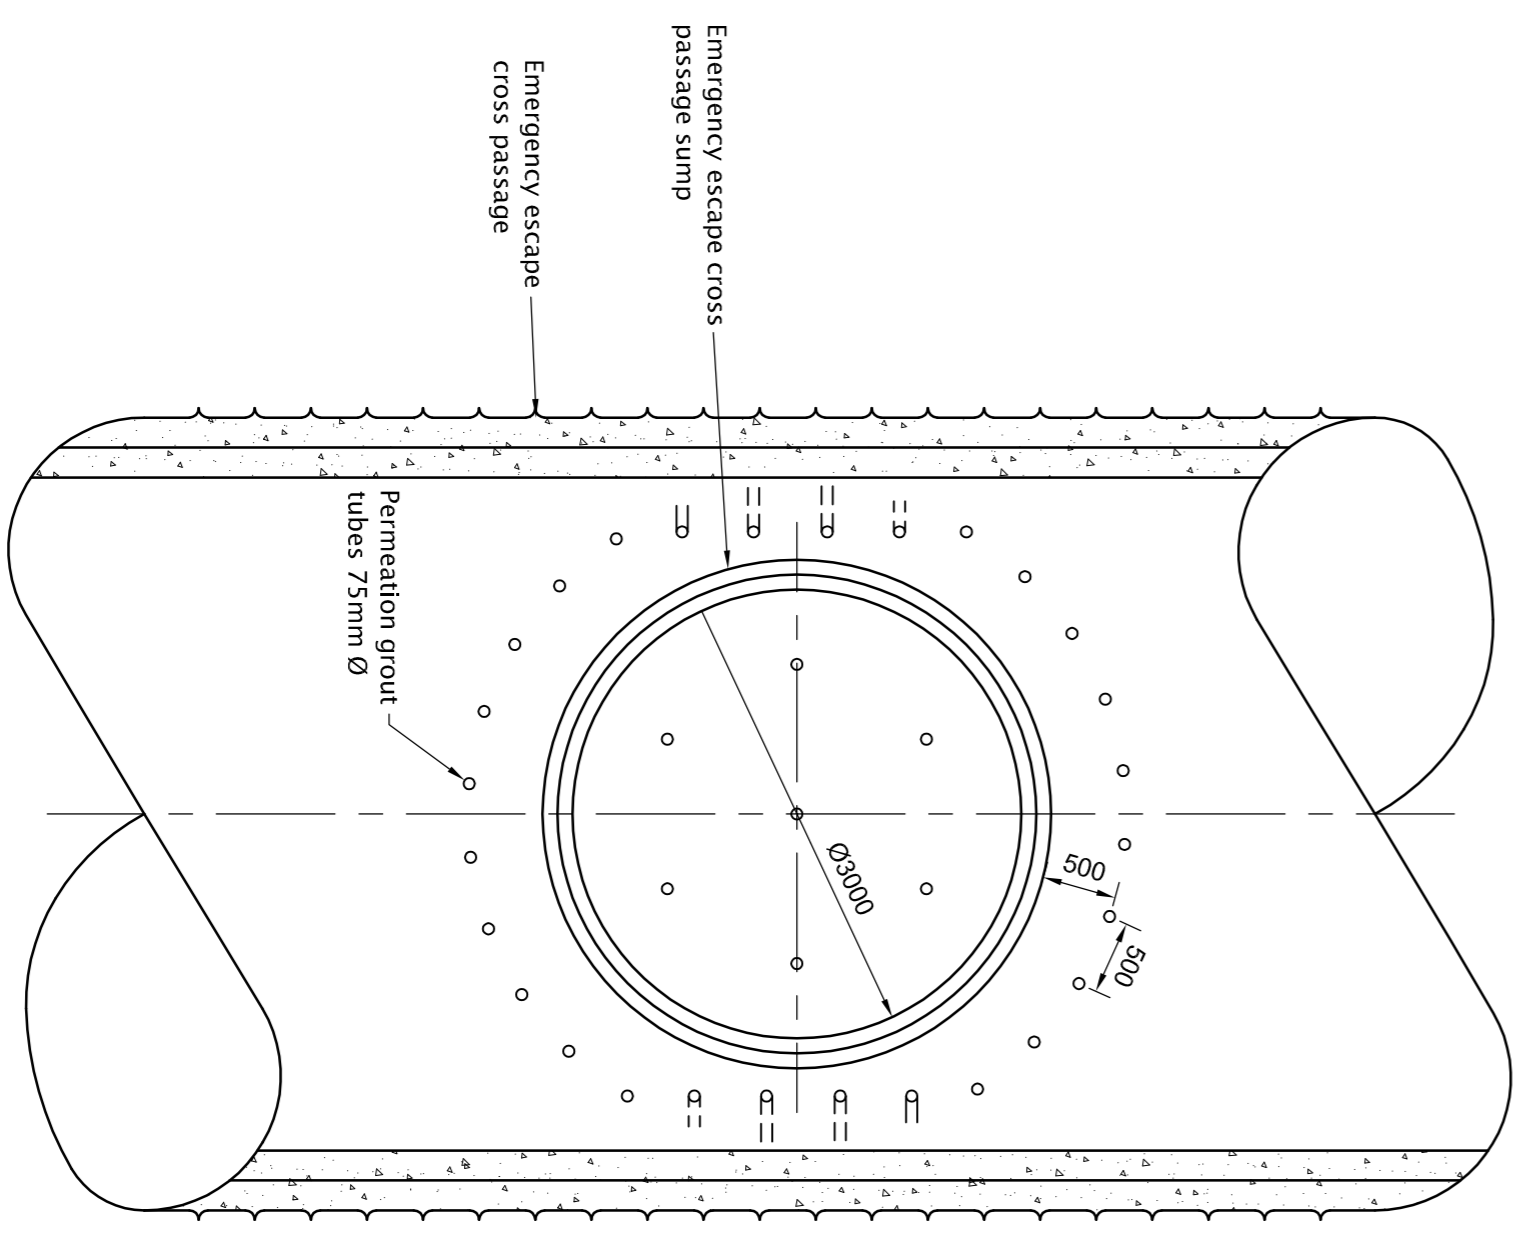 Emergency escape cross
passage sump
Emergency escape
cross passage
Permeation grout
tubes 75mm Ø
Ø3000
500
500